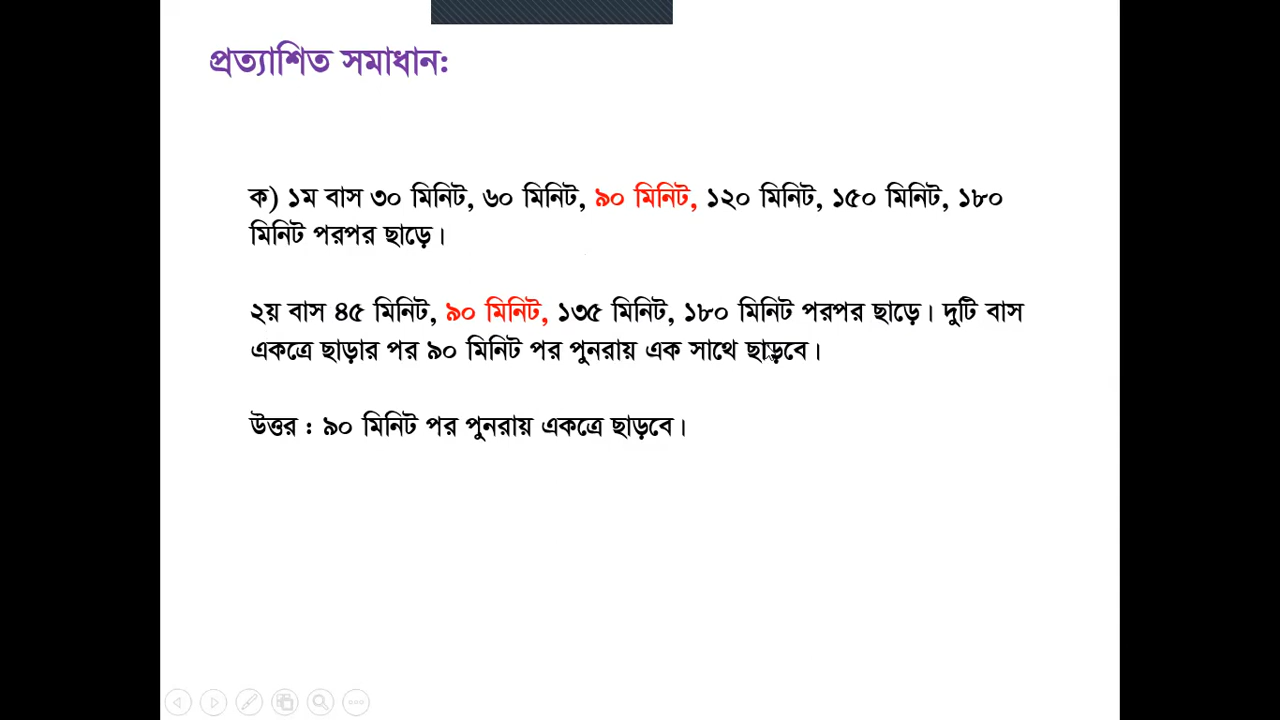 প্রত্যাশিত সমাধান:
ক) ১ম বাস ৩০ মিনিট, ৬০ মিনিট, ৯০ মিনিট, ১২০ মিনিট, ১৫০ মিনিট, ১৮০
মিনিট পরপর ছাড়ে।
২য় বাস ৪৫ মিনিট, ৯০ মিনিট, ১৩৫ মিনিট, ১৮০ মিনিট পরপর ছাড়ে। দুটি বাস
একত্রে ছাড়ার পর ৯০ মিনিট পর পুনরায় এক সাথে ছাড়বে।
উত্তর : ৯০ মিনিট পর পুনরায় একত্রে ছাড়বে।